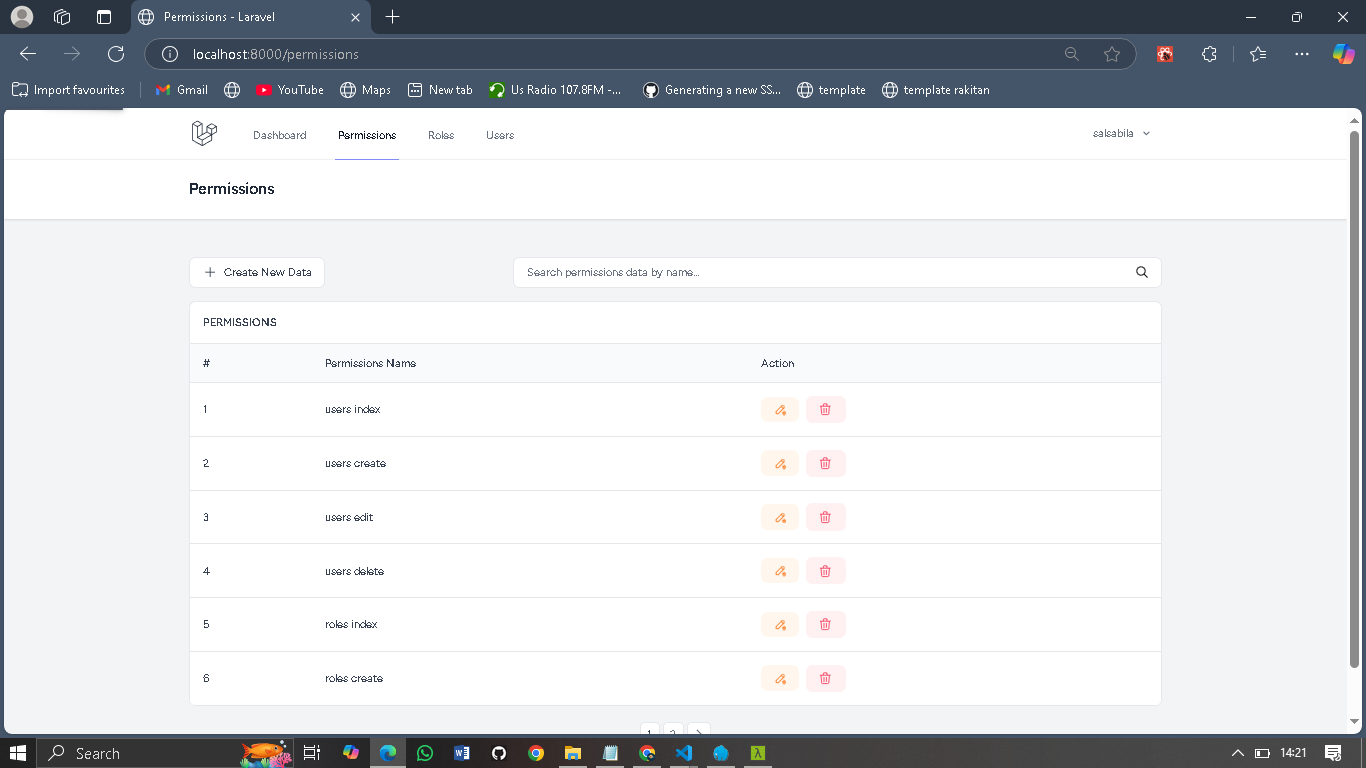 Permissions - Laravel
localhost:8000/permissions
Import favourites
Gmail
YouTube
Maps
New tab
Us Radio 107.8FM -...
Generating a new SS...
template
template rakitan
Dashboard
Permissions
Roles
Users
salsabila
Permissions
Create New Data
Search permissions data by name...
PERMISSIONS
# Permissions Name Action
1 users index
2 users create
3 users edit
4 users delete
5 roles index
6 roles create
1 2
Search
14:21